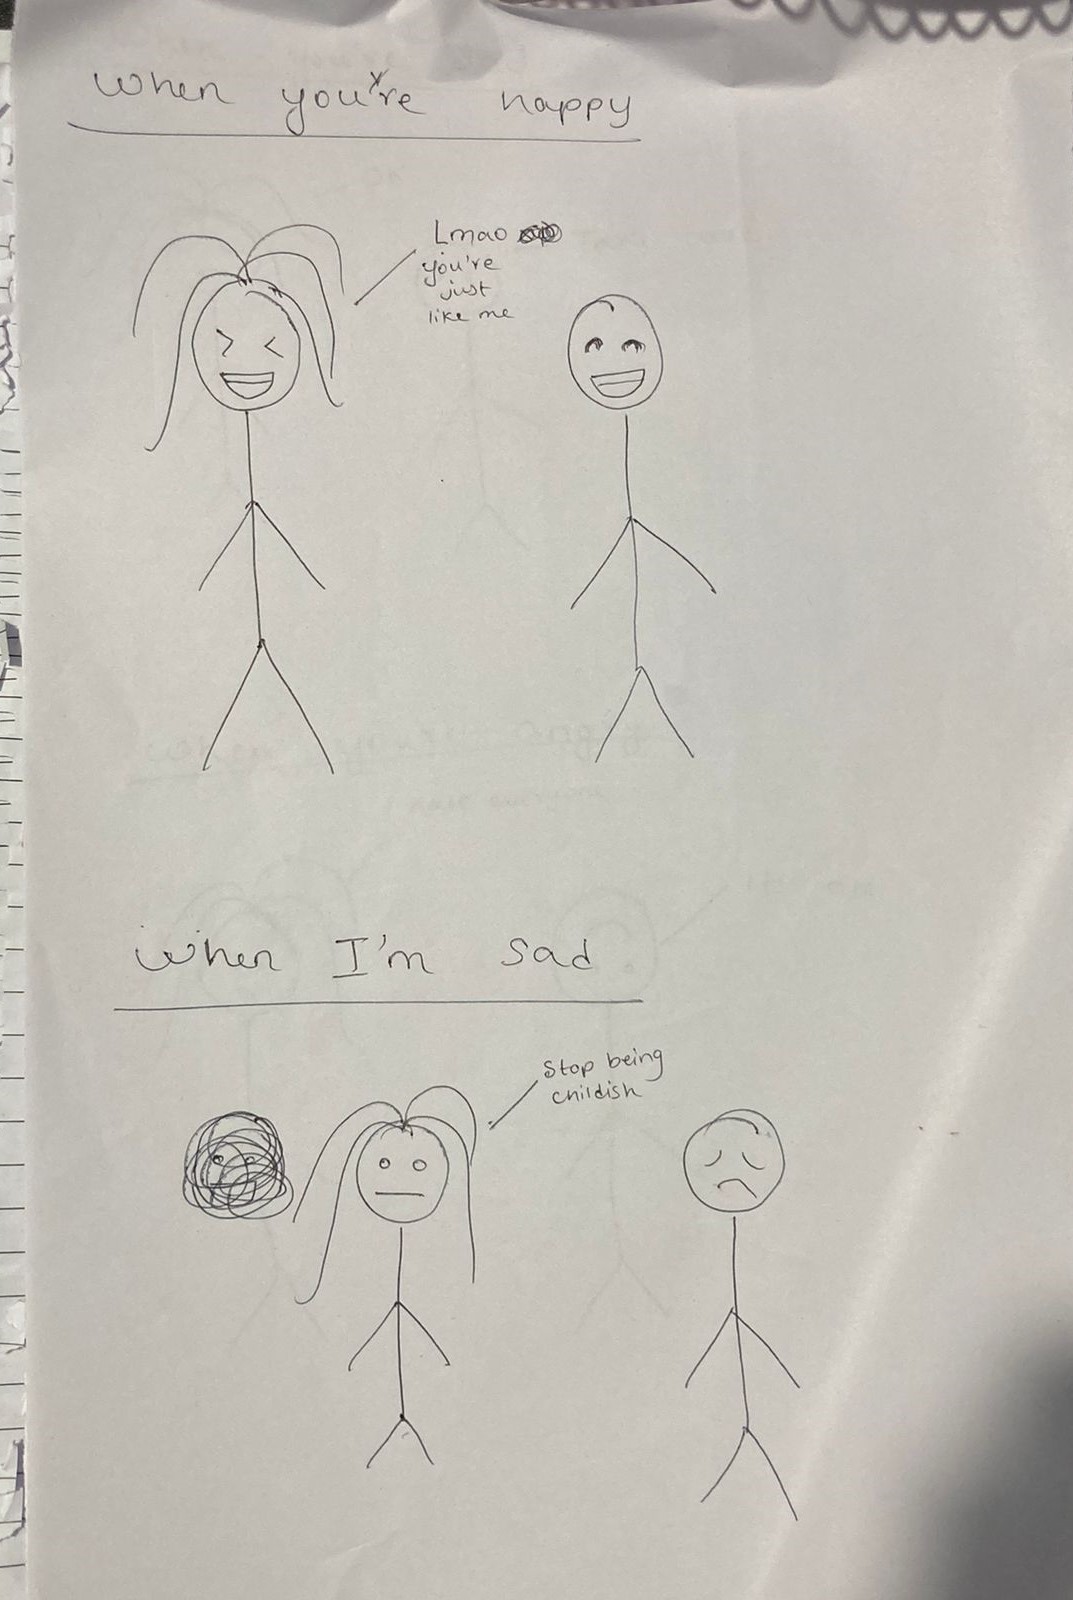 When you're happy
Lmao
you're
just
like me
When I'm sad
Stop being
childish